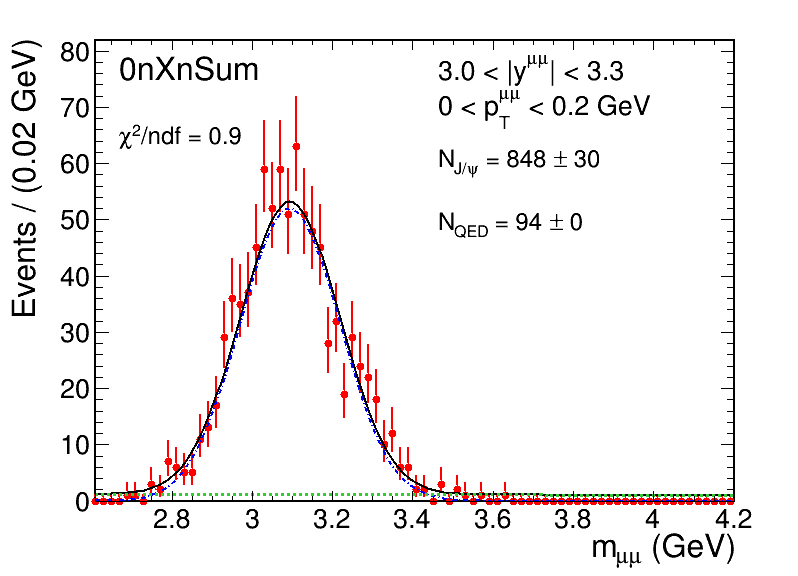 0nXnSum
3.0 < |y^μμ| < 3.3
0 < p_T^μμ < 0.2 GeV
χ²/ndf = 0.9
N_J/ψ = 848 ± 30
N_QED = 94 ± 0
Events / (0.02 GeV)
80
70
60
50
40
30
20
10
0
2.8 3 3.2 3.4 3.6 3.8 4 4.2
m_μμ (GeV)